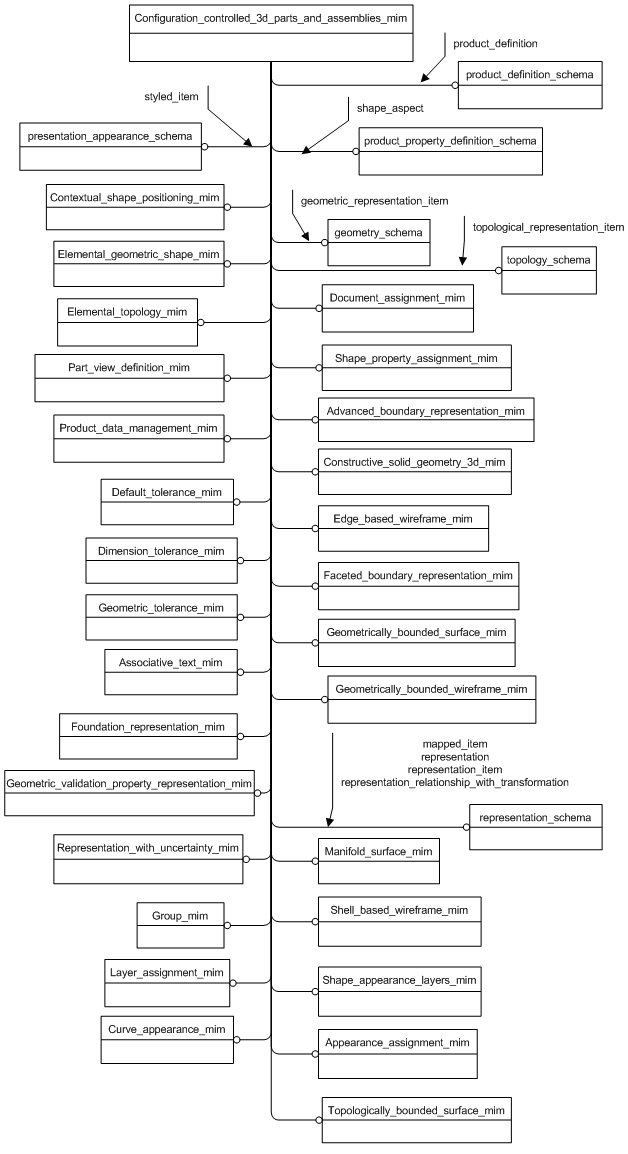 Configuration_controlled_3d_parts_and_assemblies_mim
product_definition
product_definition_schema
styled_item
shape_aspect
presentation_appearance_schema
product_property_definition_schema
Contextual_shape_positioning_mim
geometric_representation_item
geometry_schema
topological_representation_item
Elemental_geometric_shape_mim
topology_schema
Elemental_topology_mim
Document_assignment_mim
Part_view_definition_mim
Shape_property_assignment_mim
Product_data_management_mim
Advanced_boundary_representation_mim
Constructive_solid_geometry_3d_mim
Default_tolerance_mim
Edge_based_wireframe_mim
Dimension_tolerance_mim
Faceted_boundary_representation_mim
Geometric_tolerance_mim
Geometrically_bounded_surface_mim
Associative_text_mim
Geometrically_bounded_wireframe_mim
Foundation_representation_mim
mapped_item
representation
representation_item
representation_relationship_with_transformation
Geometric_validation_property_representation_mim
representation_schema
Representation_with_uncertainty_mim
Manifold_surface_mim
Group_mim
Shell_based_wireframe_mim
Layer_assignment_mim
Shape_appearance_layers_mim
Curve_appearance_mim
Appearance_assignment_mim
Topologically_bounded_surface_mim